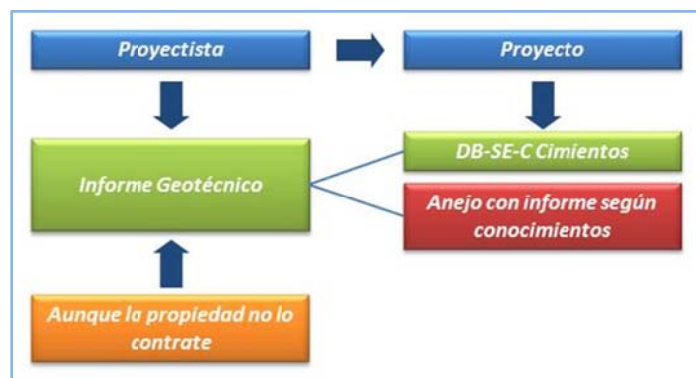 Proyectista
Proyecto
Informe Geotécnico
DB-SE-C Cimientos
Anejo con informe según
conocimientos
Aunque la propiedad no lo
contrate